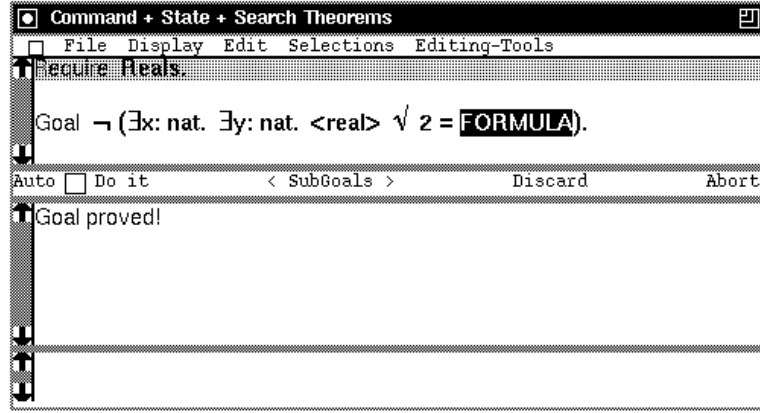 Command + State + Search Theorems
File Display Edit Selections Editing-Tools
Require Reals.
Goal ¬ (∃x: nat. ∃y: nat. <real> √ 2 = FORMULA).
Auto Do it < SubGoals > Discard Abort
Goal proved!